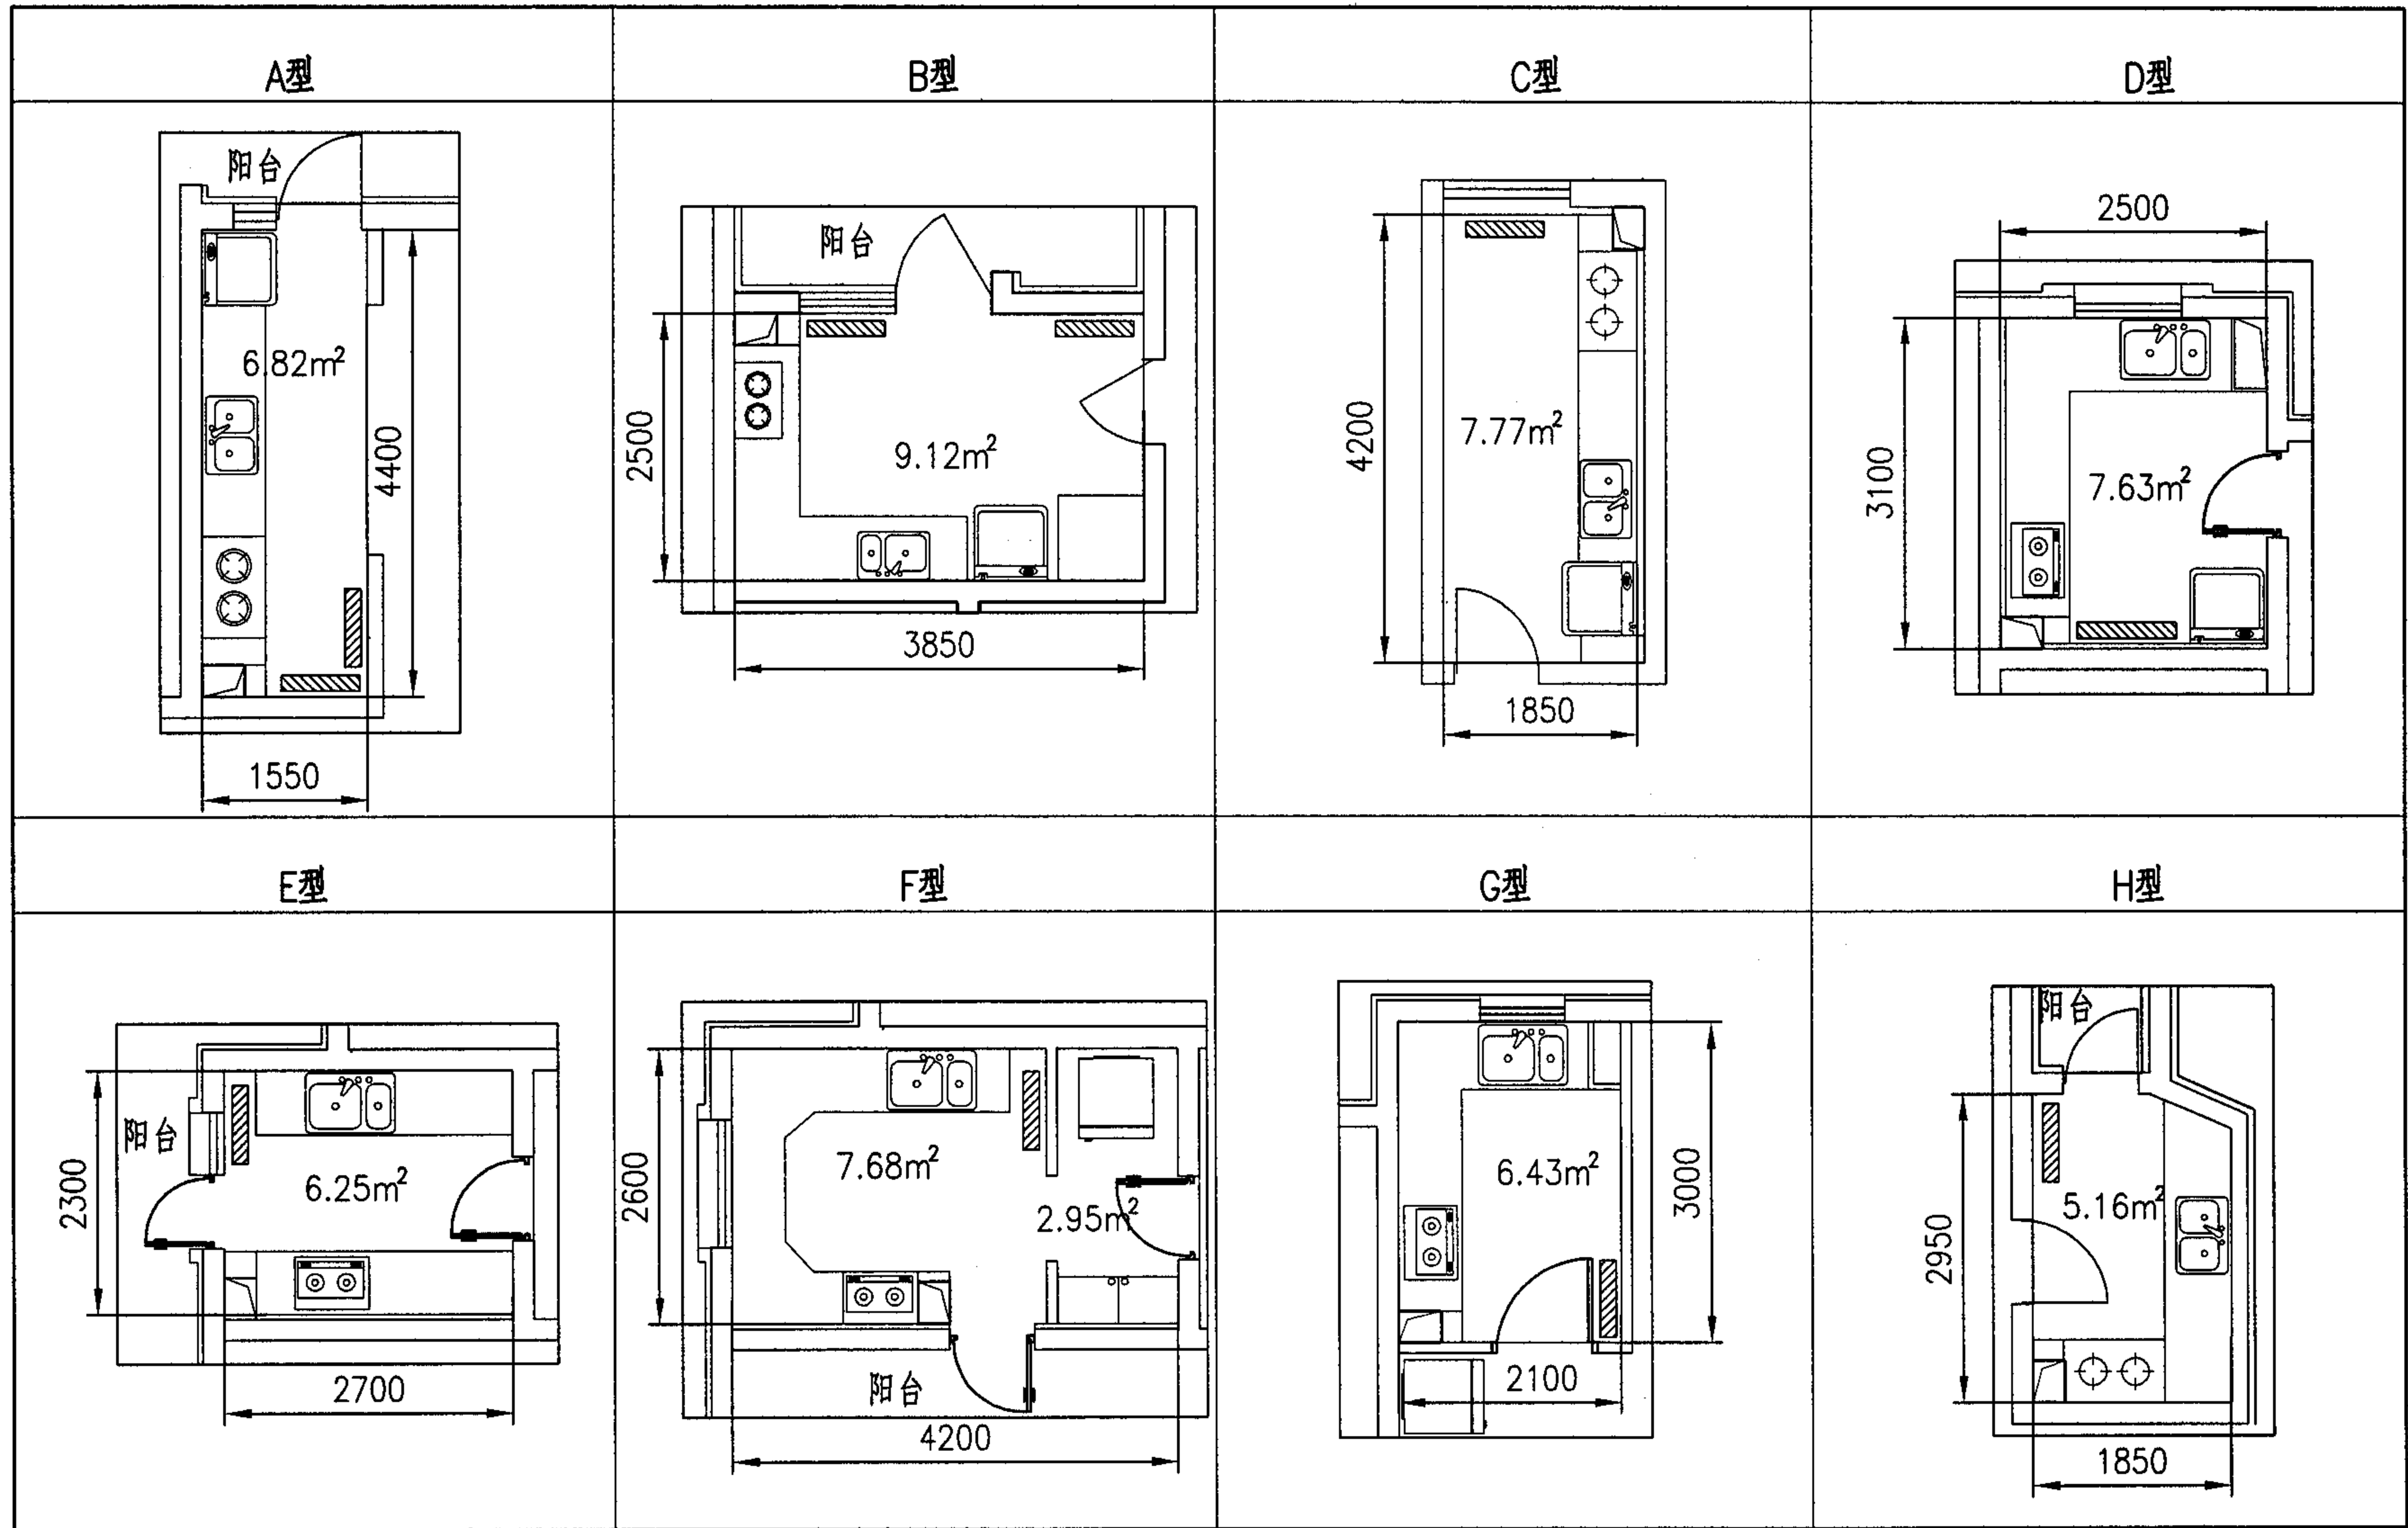 A型
B型
C型
D型
阳台
6.82m²
4400
1550
阳台
2500
9.12m²
3850
4200
7.77m²
1850
2500
3100
7.63m²
E型
F型
G型
H型
阳台
2300
6.25m²
2700
2600
7.68m²
2.95m²
阳台
4200
6.43m²
3000
2100
阳台
5.16m²
2950
1850